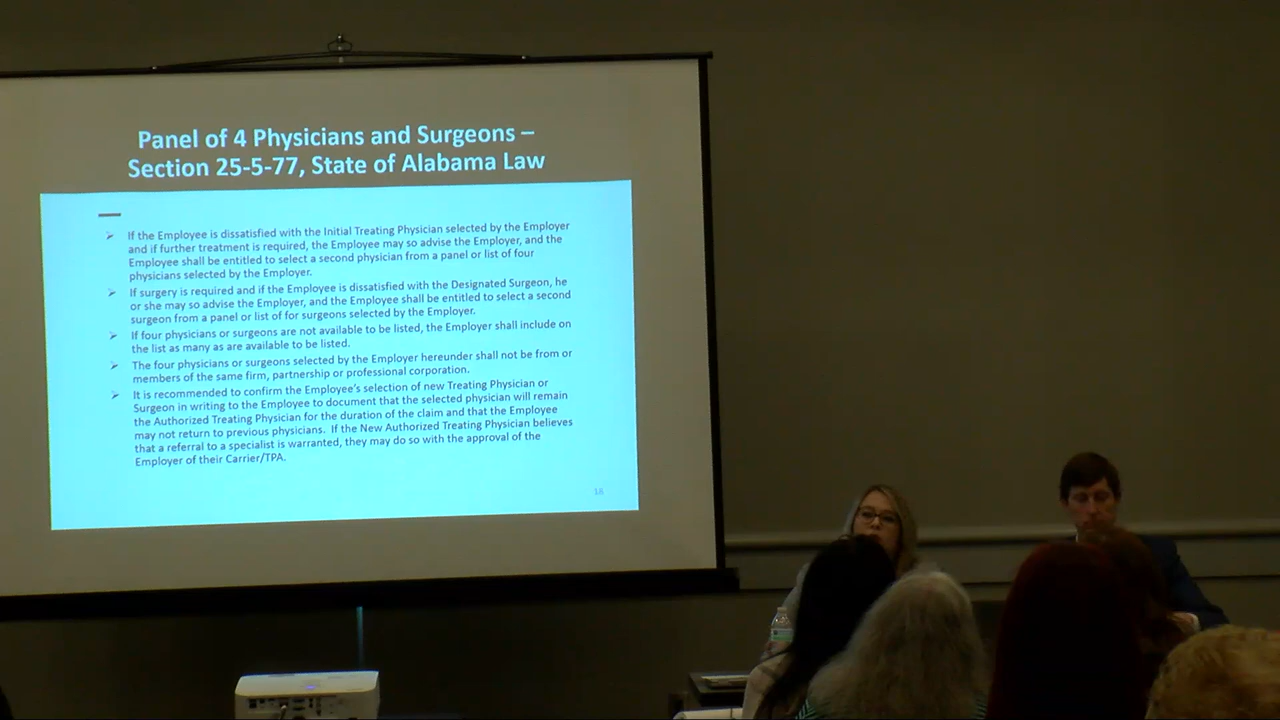 Panel of 4 Physicians and Surgeons –
Section 25-5-77, State of Alabama Law
If the Employee is dissatisfied with the Initial Treating Physician selected by the Employer
and if further treatment is required, the Employee may so advise the Employer, and the
Employee shall be entitled to select a second physician from a panel or list of four
physicians selected by the Employer.
If surgery is required and if the Employee is dissatisfied with the Designated Surgeon, he
or she may so advise the Employer, and the Employee shall be entitled to select a second
surgeon from a panel or list of for surgeons selected by the Employer.
If four physicians or surgeons are not available to be listed, the Employer shall include on
the list as many as are available to be listed.
The four physicians or surgeons selected by the Employer hereunder shall not be from or
members of the same firm, partnership or professional corporation.
It is recommended to confirm the Employee's selection of new Treating Physician or
Surgeon in writing to the Employee to document that the selected physician will remain
the Authorized Treating Physician for the duration of the claim and that the Employee
may not return to previous physicians. If the New Authorized Treating Physician believes
that a referral to a specialist is warranted, they may do so with the approval of the
Employer of their Carrier/TPA.
18